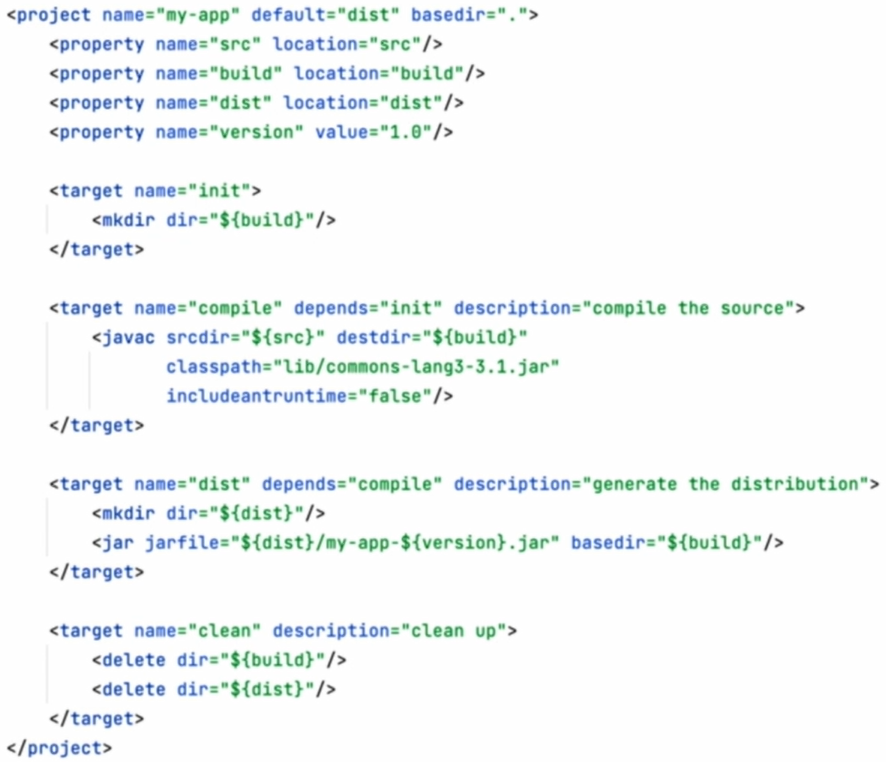 <project name="my-app" default="dist" basedir=".">
    <property name="src" location="src"/>
    <property name="build" location="build"/>
    <property name="dist" location="dist"/>
    <property name="version" value="1.0"/>

    <target name="init">
        <mkdir dir="${build}"/>
    </target>

    <target name="compile" depends="init" description="compile the source">
        <javac srcdir="${src}" destdir="${build}"
               classpath="lib/commons-lang3-3.1.jar"
               includeantruntime="false"/>
    </target>

    <target name="dist" depends="compile" description="generate the distribution">
        <mkdir dir="${dist}"/>
        <jar jarfile="${dist}/my-app-${version}.jar" basedir="${build}"/>
    </target>

    <target name="clean" description="clean up">
        <delete dir="${build}"/>
        <delete dir="${dist}"/>
    </target>
</project>